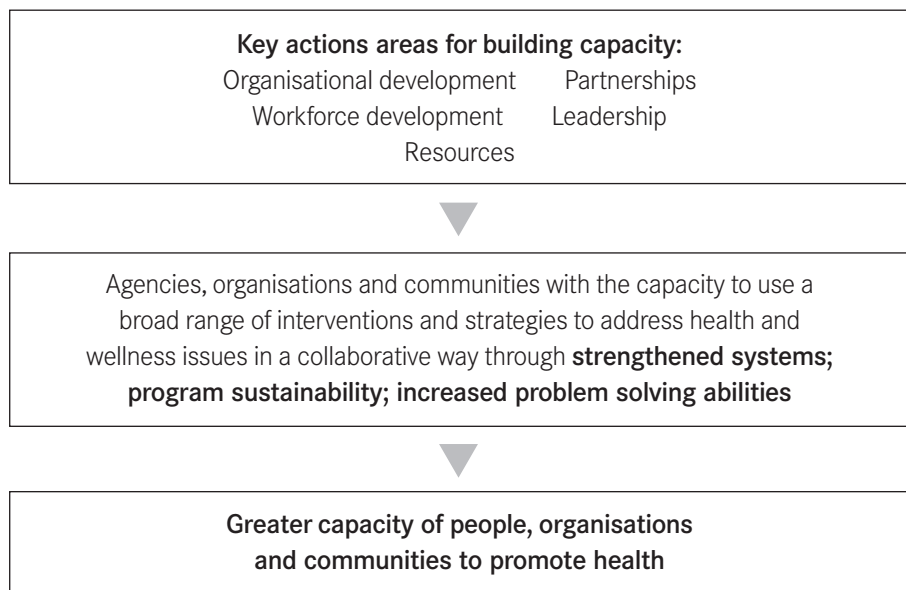 Key actions areas for building capacity:
Organisational development Partnerships
Workforce development Leadership
Resources
Agencies, organisations and communities with the capacity to use a
broad range of interventions and strategies to address health and
wellness issues in a collaborative way through strengthened systems;
program sustainability; increased problem solving abilities
Greater capacity of people, organisations
and communities to promote health